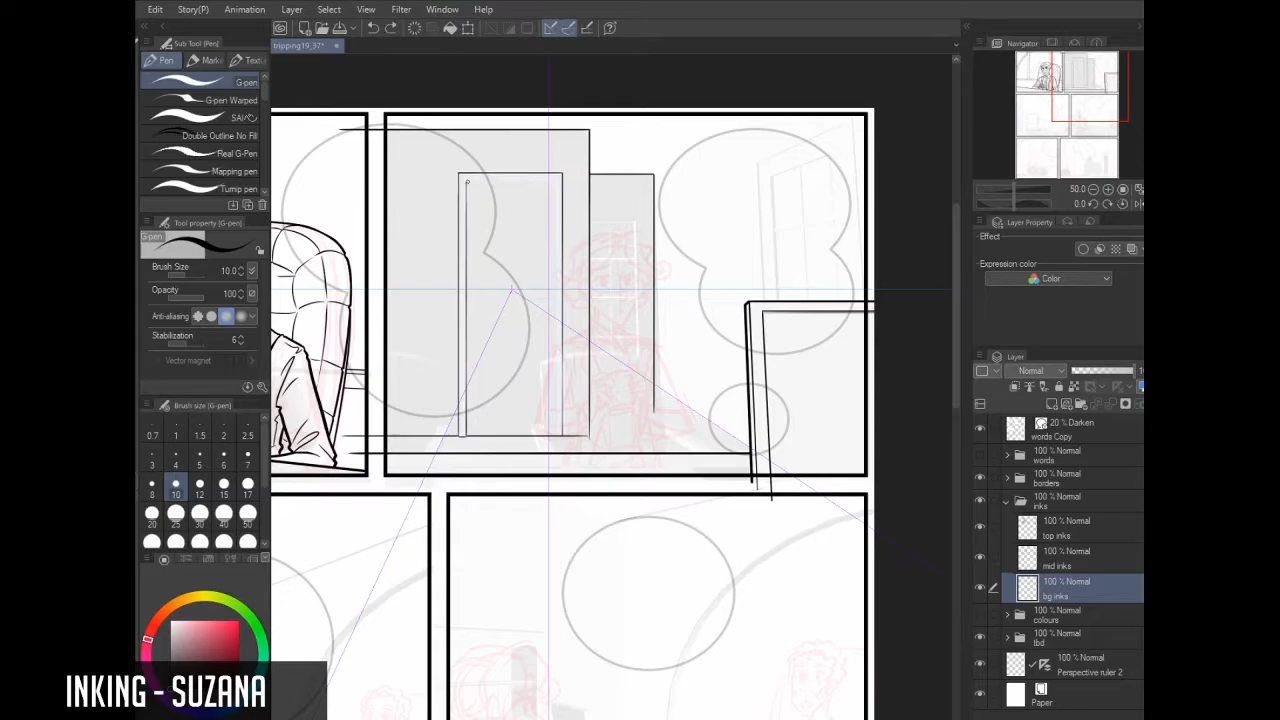 Edit Story(P) Animation Layer Select View Filter Window Help
tripping19_37*
Sub Tool [Pen]
Pen Marke Textu
G-pen
G-pen Warped
SAI
Double Outline No Fill
Real G-Pen
Mapping pen
Turnip pen
Tool property [G-pen]
G-pen
Brush Size 10.0
Opacity 100
Anti-aliasing
Stabilization 6
Vector magnet
Brush size [G-pen]
0.7 1 1.5 2 2.5
3 4 5 6 7
8 10 12 15 17
20 25 30 40 50
INKING - SUZANA
Navigator
50.0
0.0
Layer Property
Effect
Expression color
Color
Layer
Normal
20 % Darken
words Copy
100 % Normal
words
100 % Normal
borders
100 % Normal
inks
100 % Normal
top inks
100 % Normal
mid inks
100 % Normal
bg inks
100 % Normal
colours
100 % Normal
tbd
100 % Normal
Perspective ruler 2
Paper